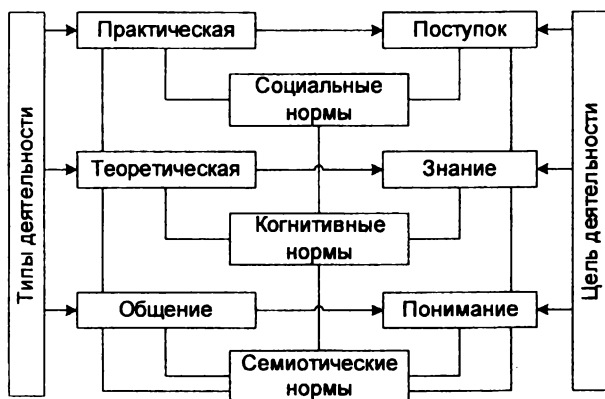 Типы деятельности
Практическая
Поступок
Социальные
нормы
Теоретическая
Знание
Когнитивные
нормы
Общение
Понимание
Семиотические
нормы
Цель деятельности